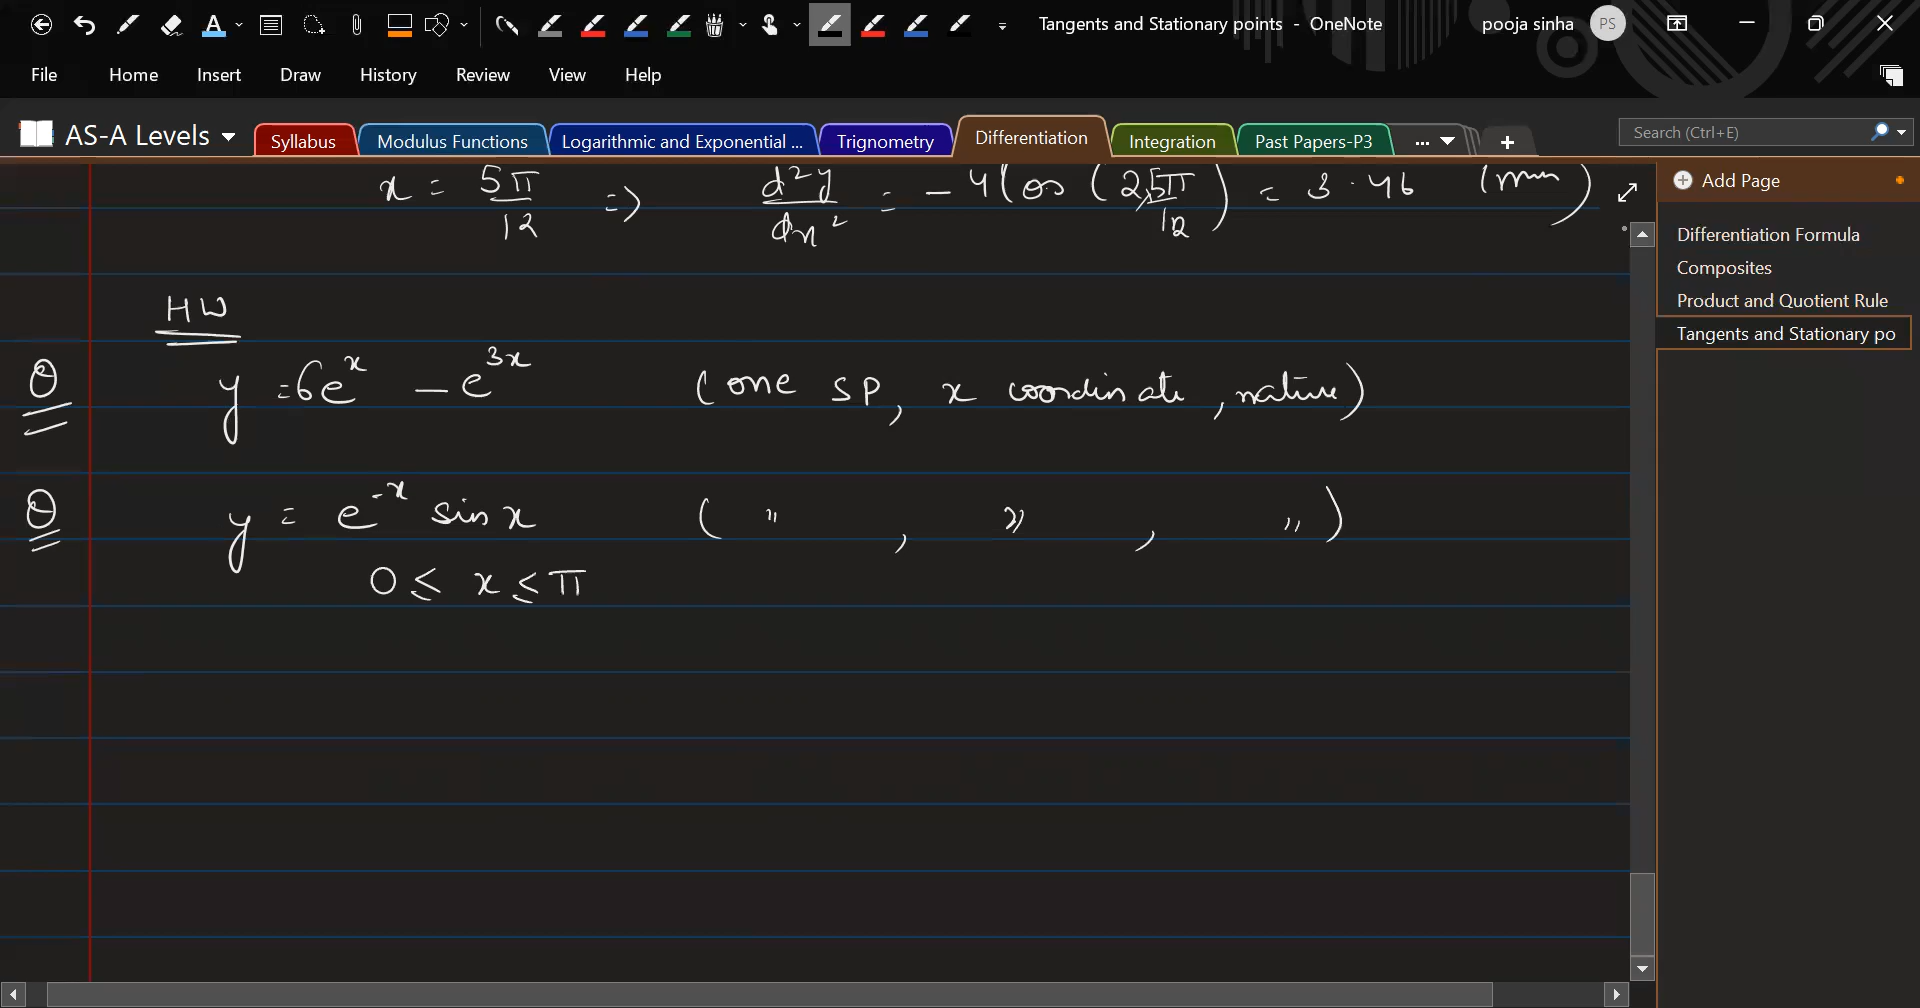 Tangents and Stationary points - OneNote
pooja sinha PS
File Home Insert Draw History Review View Help
AS-A Levels Syllabus Modulus Functions Logarithmic and Exponential ... Trignometry Differentiation Integration Past Papers-P3 ... + Search (Ctrl+E)
Add Page
Differentiation Formula
Composites
Product and Quotient Rule
Tangents and Stationary po
x = 5π/12 => d²y/dx² = -4 Cos (2·5π/12) = 3.46 (min)
HW
Q y = 6e^x - e^3x (one SP, x coordinate, nature)
Q y = e^-x sin x ( " , " , " )
0 ≤ x ≤ π